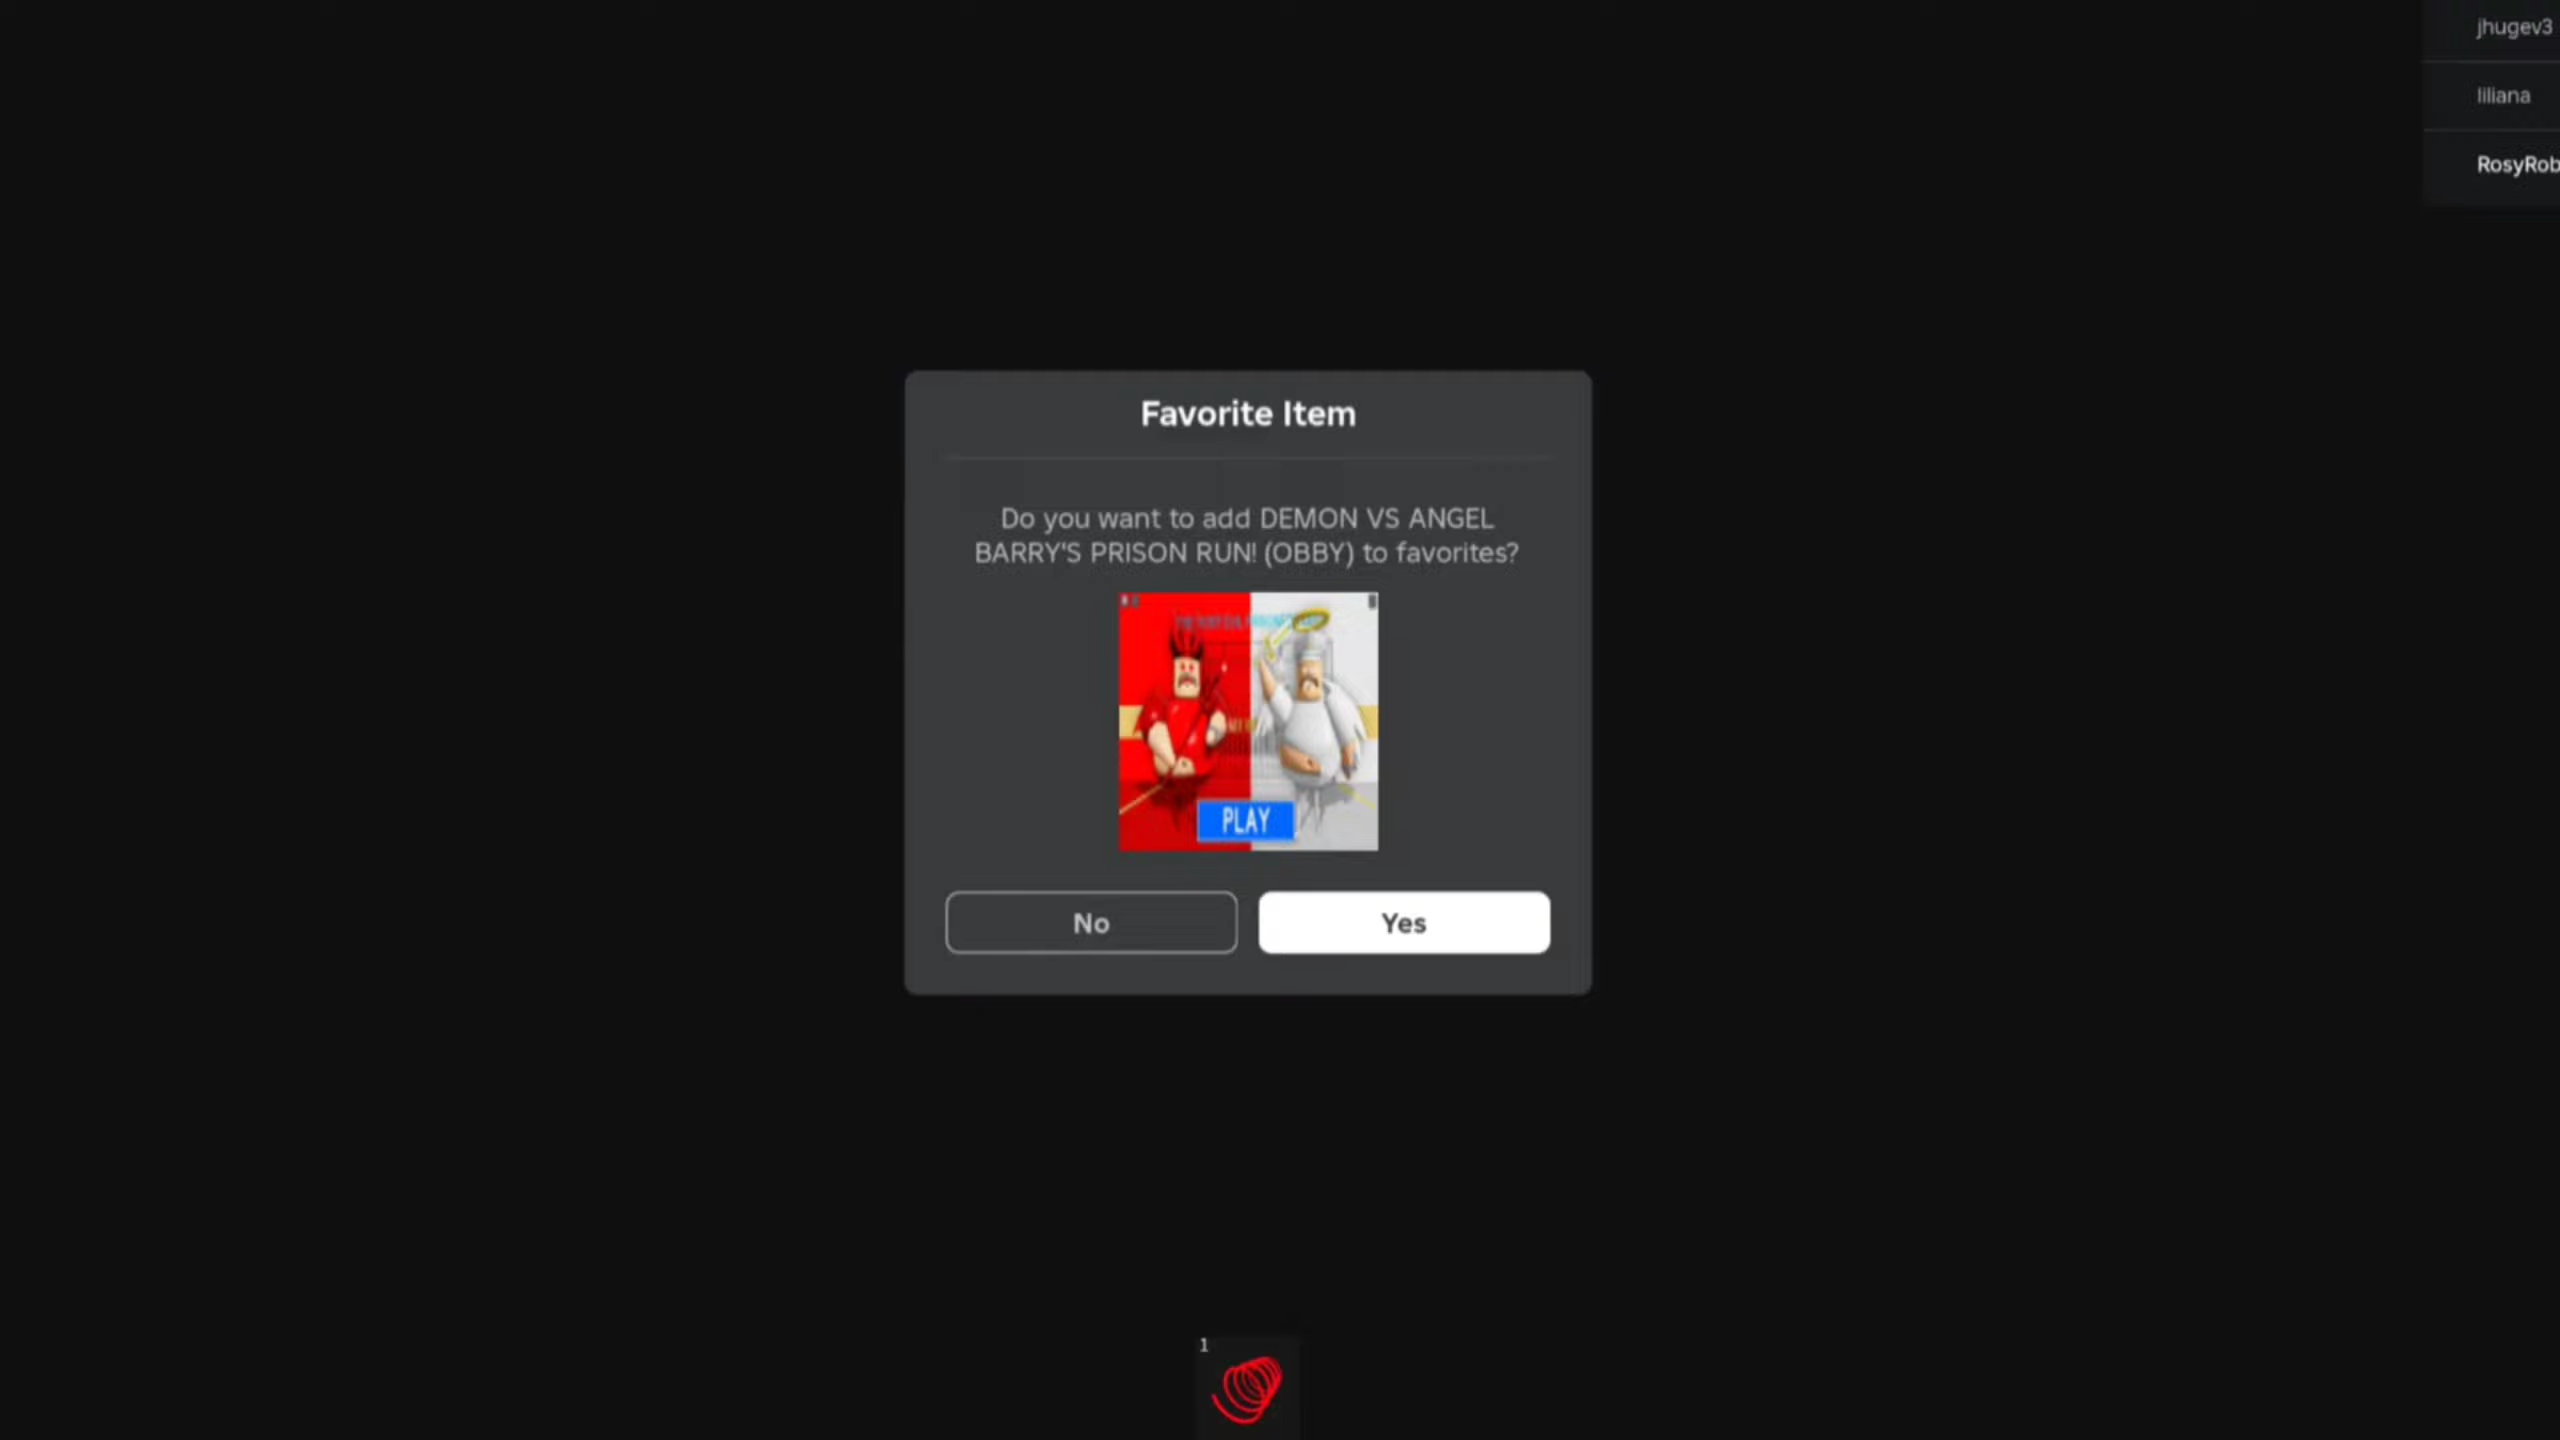 jhugev3
liliana
RosyRob
Favorite Item
Do you want to add DEMON VS ANGEL
BARRY'S PRISON RUN! (OBBY) to favorites?
PLAY
No
Yes
1